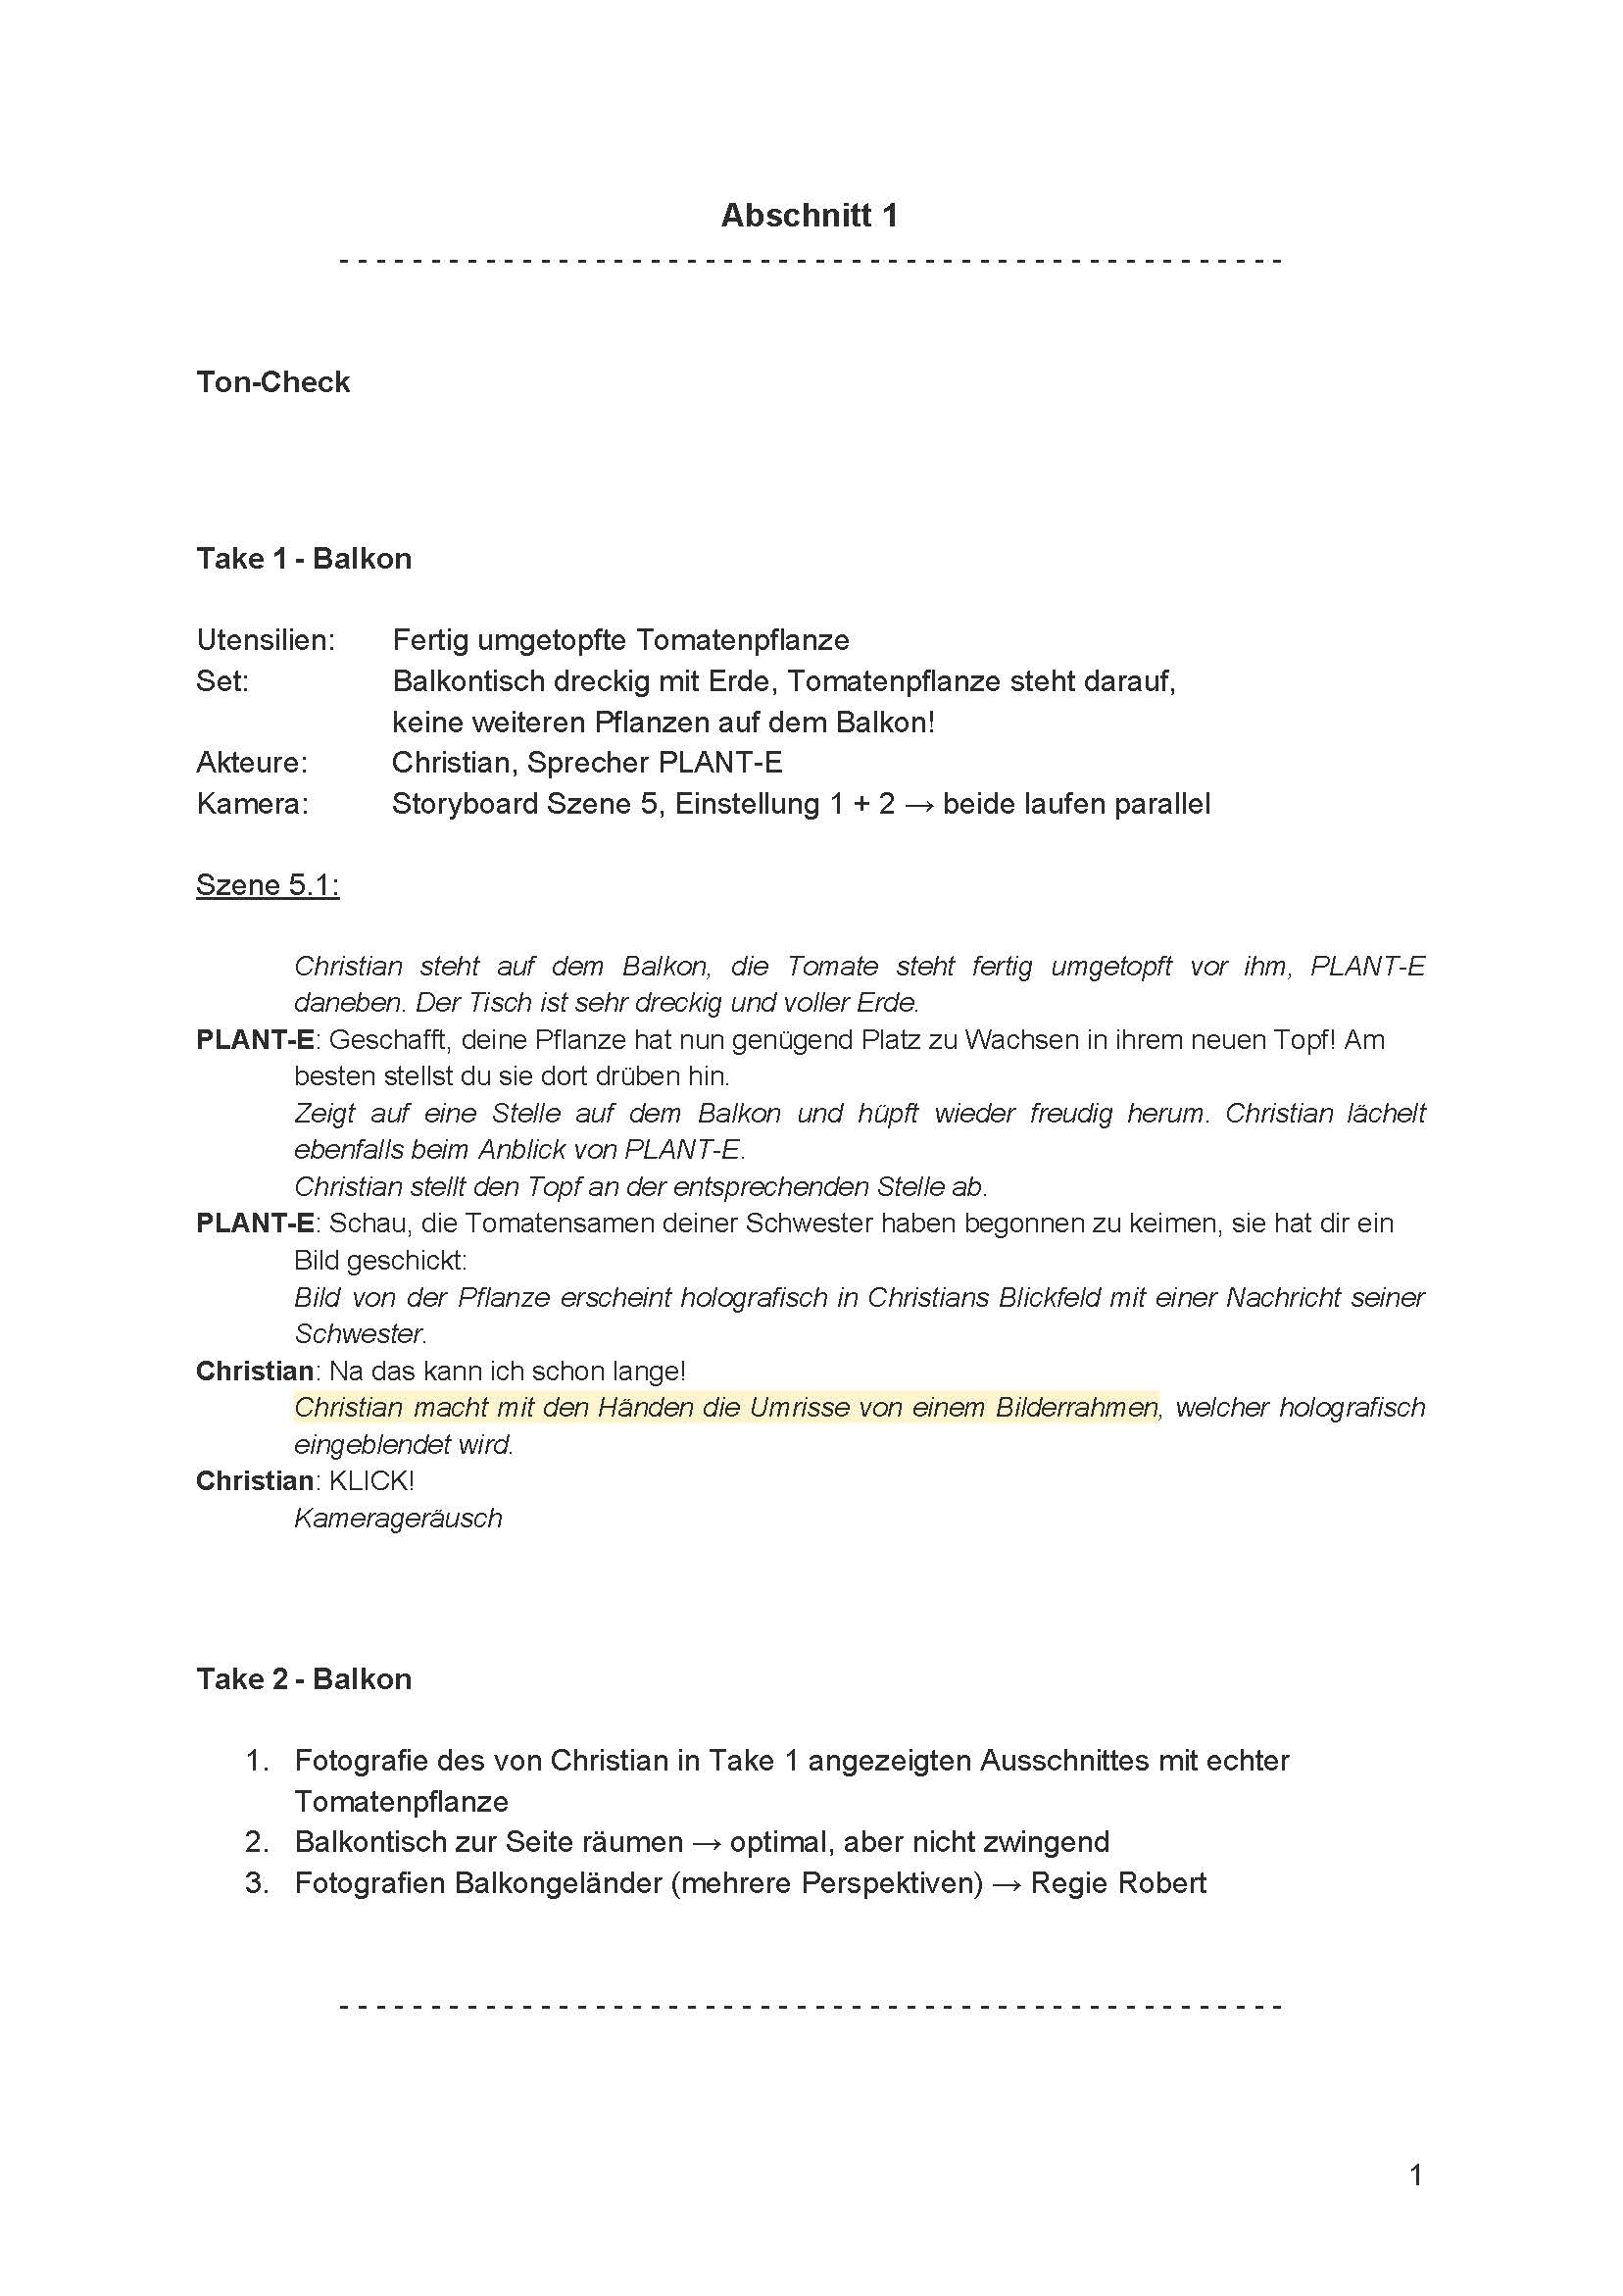 Abschnitt 1
- - - - - - - - - - - - - - - - - - - - - - - - - - - - - - - - - - - - - - - - - - - - - - - - - - - -
Ton-Check
Take 1 - Balkon
Utensilien: Fertig umgetopfte Tomatenpflanze
Set: Balkontisch dreckig mit Erde, Tomatenpflanze steht darauf,
keine weiteren Pflanzen auf dem Balkon!
Akteure: Christian, Sprecher PLANT-E
Kamera: Storyboard Szene 5, Einstellung 1 + 2 → beide laufen parallel
Szene 5.1:
Christian steht auf dem Balkon, die Tomate steht fertig umgetopft vor ihm, PLANT-E
daneben. Der Tisch ist sehr dreckig und voller Erde.
PLANT-E: Geschafft, deine Pflanze hat nun genügend Platz zu Wachsen in ihrem neuen Topf! Am
besten stellst du sie dort drüben hin.
Zeigt auf eine Stelle auf dem Balkon und hüpft wieder freudig herum. Christian lächelt
ebenfalls beim Anblick von PLANT-E.
Christian stellt den Topf an der entsprechenden Stelle ab.
PLANT-E: Schau, die Tomatensamen deiner Schwester haben begonnen zu keimen, sie hat dir ein
Bild geschickt:
Bild von der Pflanze erscheint holografisch in Christians Blickfeld mit einer Nachricht seiner
Schwester.
Christian: Na das kann ich schon lange!
Christian macht mit den Händen die Umrisse von einem Bilderrahmen, welcher holografisch
eingeblendet wird.
Christian: KLICK!
Kamerageräusch
Take 2 - Balkon
1. Fotografie des von Christian in Take 1 angezeigten Ausschnittes mit echter
Tomatenpflanze
2. Balkontisch zur Seite räumen → optimal, aber nicht zwingend
3. Fotografien Balkongeländer (mehrere Perspektiven) → Regie Robert
- - - - - - - - - - - - - - - - - - - - - - - - - - - - - - - - - - - - - - - - - - - - - - - - - - - -
1